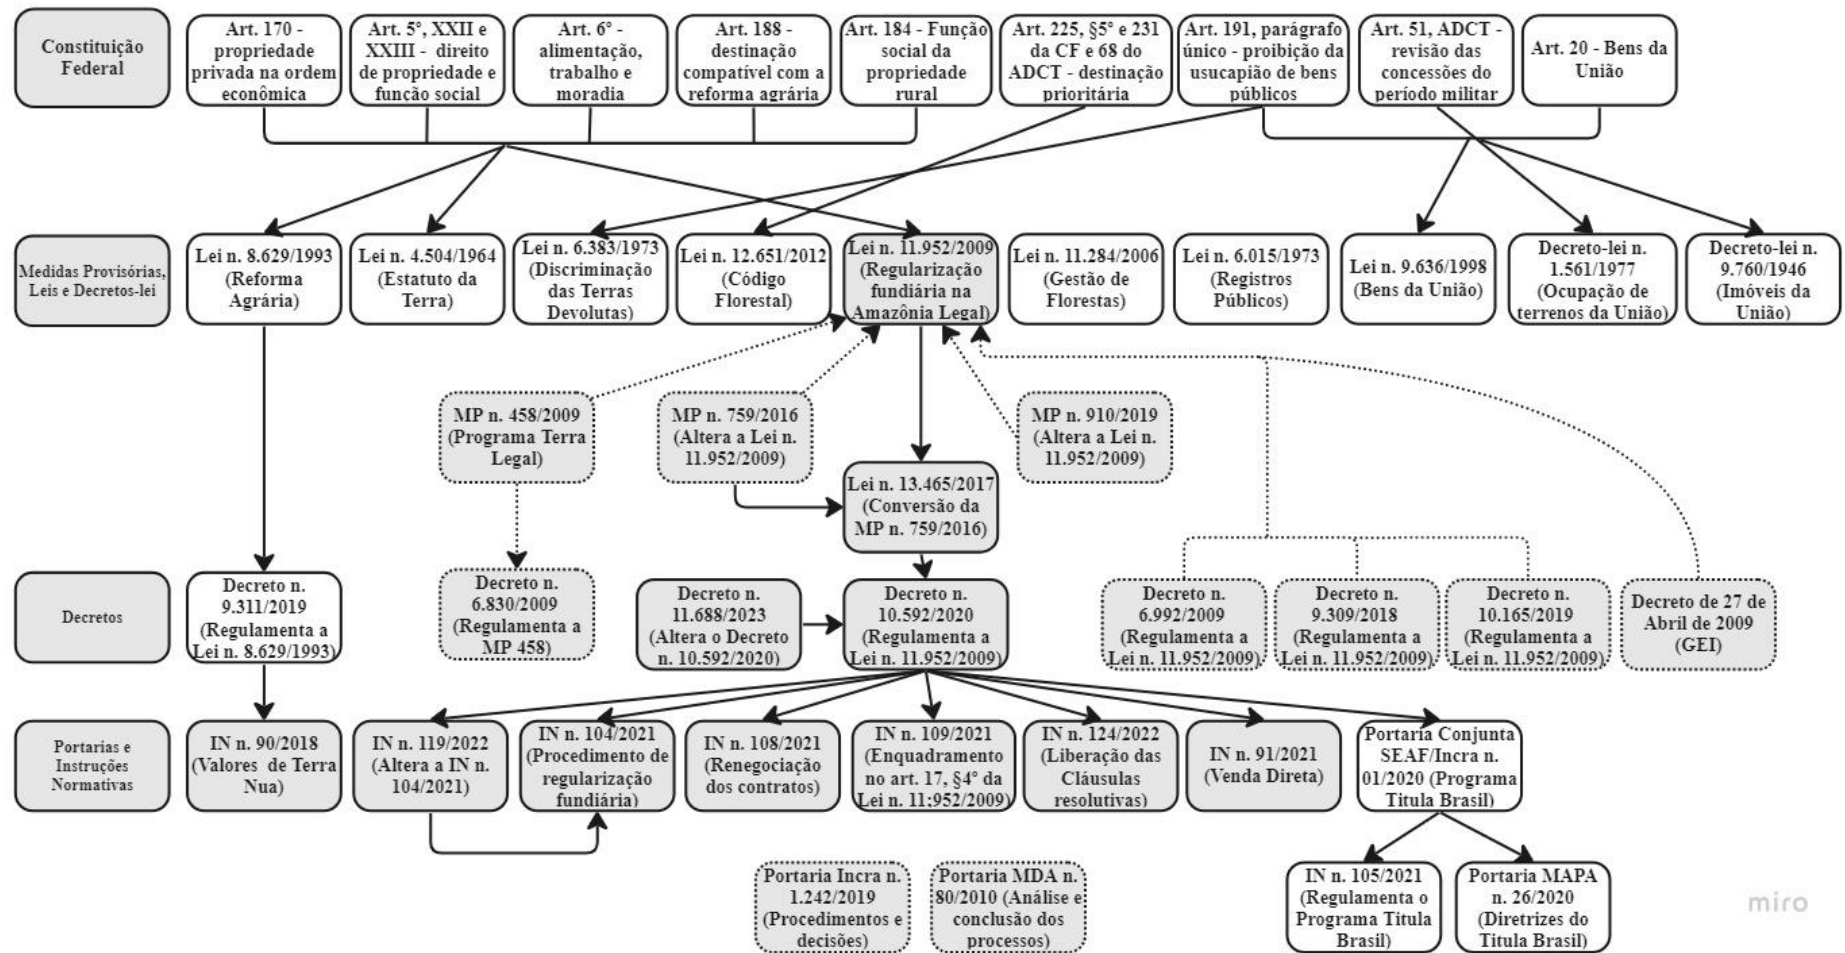 Constituição
Federal
Art. 170 -
propriedade
privada na ordem
econômica
Art. 5º, XXII e
XXIII - direito
de propriedade e
função social
Art. 6º -
alimentação,
trabalho e
moradia
Art. 188 -
destinação
compatível com a
reforma agrária
Art. 184 - Função
social da
propriedade
rural
Art. 225, §5º e 231
da CF e 68 do
ADCT - destinação
prioritária
Art. 191, parágrafo
único - proibição da
usucapião de bens
públicos
Art. 51, ADCT -
revisão das
concessões do
período militar
Art. 20 - Bens da
União
Medidas Provisórias,
Leis e Decretos-lei
Lei n. 8.629/1993
(Reforma
Agrária)
Lei n. 4.504/1964
(Estatuto da
Terra)
Lei n. 6.383/1973
(Discriminação
das Terras
Devolutas)
Lei n. 12.651/2012
(Código
Florestal)
Lei n. 11.952/2009
(Regularização
fundiária na
Amazônia Legal)
Lei n. 11.284/2006
(Gestão de
Florestas)
Lei n. 6.015/1973
(Registros
Públicos)
Lei n. 9.636/1998
(Bens da União)
Decreto-lei n.
1.561/1977
(Ocupação de
terrenos da União)
Decreto-lei n.
9.760/1946
(Imóveis da
União)
MP n. 458/2009
(Programa Terra
Legal)
MP n. 759/2016
(Altera a Lei n.
11.952/2009)
MP n. 910/2019
(Altera a Lei n.
11.952/2009)
Lei n. 13.465/2017
(Conversão da
MP n. 759/2016)
Decretos
Decreto n.
9.311/2019
(Regulamenta a
Lei n. 8.629/1993)
Decreto n.
6.830/2009
(Regulamenta a
MP 458)
Decreto n.
11.688/2023
(Altera o Decreto
n. 10.592/2020)
Decreto n.
10.592/2020
(Regulamenta a
Lei n. 11.952/2009)
Decreto n.
6.992/2009
(Regulamenta a
Lei n. 11.952/2009)
Decreto n.
9.309/2018
(Regulamenta a
Lei n. 11.952/2009)
Decreto n.
10.165/2019
(Regulamenta a
Lei n. 11.952/2009)
Decreto de 27 de
Abril de 2009
(GEI)
Portarias e
Instruções
Normativas
IN n. 90/2018
(Valores de Terra
Nua)
IN n. 119/2022
(Altera a IN n.
104/2021)
IN n. 104/2021
(Procedimento de
regularização
fundiária)
IN n. 108/2021
(Renegociação
dos contratos)
IN n. 109/2021
(Enquadramento
no art. 17, §4º da
Lei n. 11;952/2009)
IN n. 124/2022
(Liberação das
Cláusulas
resolutivas)
IN n. 91/2021
(Venda Direta)
Portaria Conjunta
SEAF/Incra n.
01/2020 (Programa
Titula Brasil)
Portaria Incra n.
1.242/2019
(Procedimentos e
decisões)
Portaria MDA n.
80/2010 (Análise e
conclusão dos
processos)
IN n. 105/2021
(Regulamenta o
Programa Titula
Brasil)
Portaria MAPA
n. 26/2020
(Diretrizes do
Titula Brasil)
miro